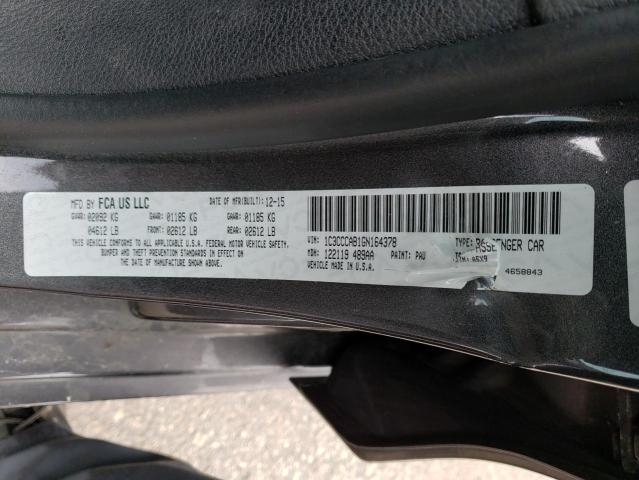 MFD BY FCA US LLC DATE OF MFR(BUILT): 12-15
GVWR: 02092 KG GAWR: 01185 KG GAWR: 01185 KG
04612 LB FRONT: 02612 LB REAR: 02612 LB
THIS VEHICLE CONFORMS TO ALL U.S.A. FEDERAL MOTOR VEHICLE SAFETY,
BUMPER AND THEFT PREVENTION STANDARDS IN EFFECT ON
THE DATE OF MANUFACTURE SHOWN ABOVE.
VIN: 1C3CCCAB1GN164378 TYPE: SENGER CAR
MDH: 122119 489AA PAINT: PAU
VEHICLE MADE IN U.S.A. 4658843